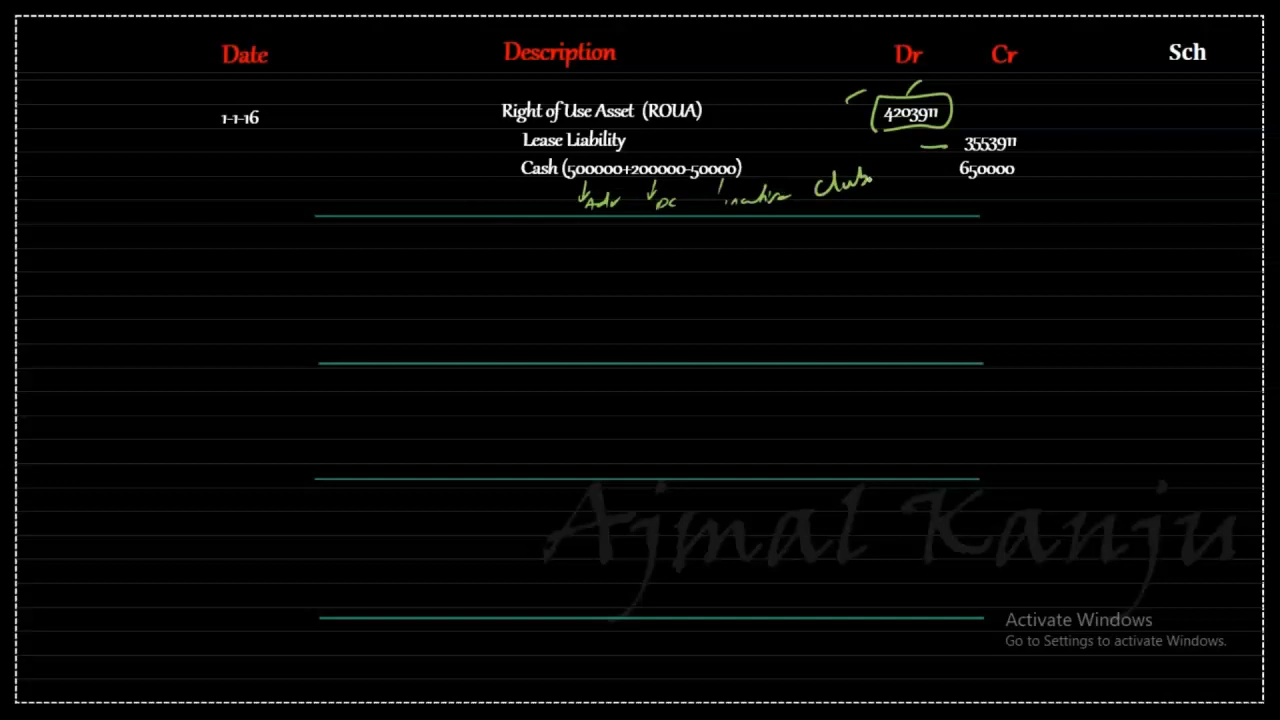 Date Description Dr Cr Sch
1-1-16 Right of Use Asset (ROUA) 4203911
Lease Liability 3553911
Cash (500000+200000-50000) 650000
Adv DC
Ajmal Kanju
Activate Windows
Go to Settings to activate Windows.